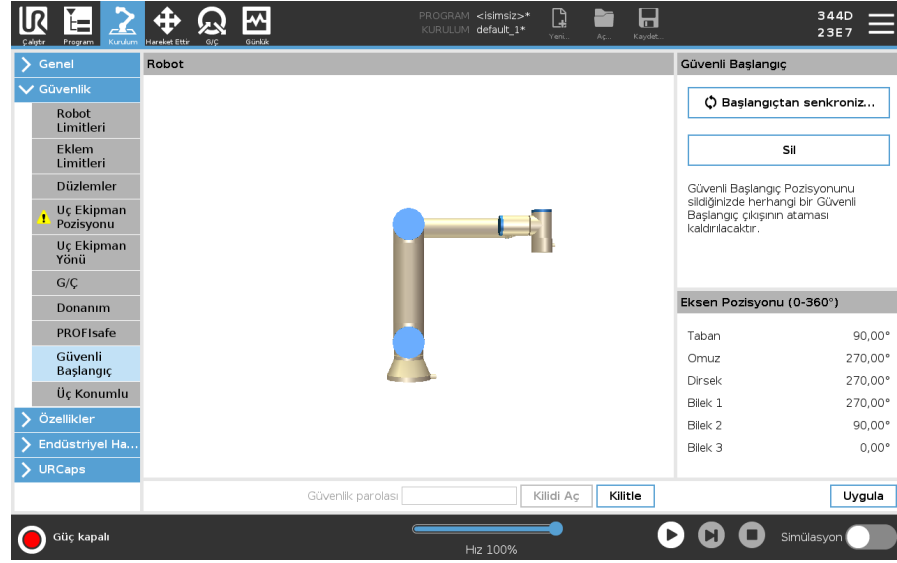 UR
Çalıştır
Program
Kurulum
Hareket Ettir
G/Ç
Günlük
PROGRAM <isimsiz>*
KURULUM default_1*
Yeni...
Aç...
Kaydet...
344D
23E7
Genel
Güvenlik
Robot
Limitleri
Eklem
Limitleri
Düzlemler
Uç Ekipman
Pozisyonu
Uç Ekipman
Yönü
G/Ç
Donanım
PROFIsafe
Güvenli
Başlangıç
Üç Konumlu
Özellikler
Endüstriyel Ha...
URCaps
Robot
Güvenli Başlangıç
Başlangıçtan senkroniz...
Sil
Güvenli Başlangıç Pozisyonunu
sildiğinizde herhangi bir Güvenli
Başlangıç çıkışının ataması
kaldırılacaktır.
Eksen Pozisyonu (0-360°)
Taban 90,00°
Omuz 270,00°
Dirsek 270,00°
Bilek 1 270,00°
Bilek 2 90,00°
Bilek 3 0,00°
Güvenlik parolası
Kilidi Aç
Kilitle
Uygula
Güç kapalı
Hız 100%
Simülasyon